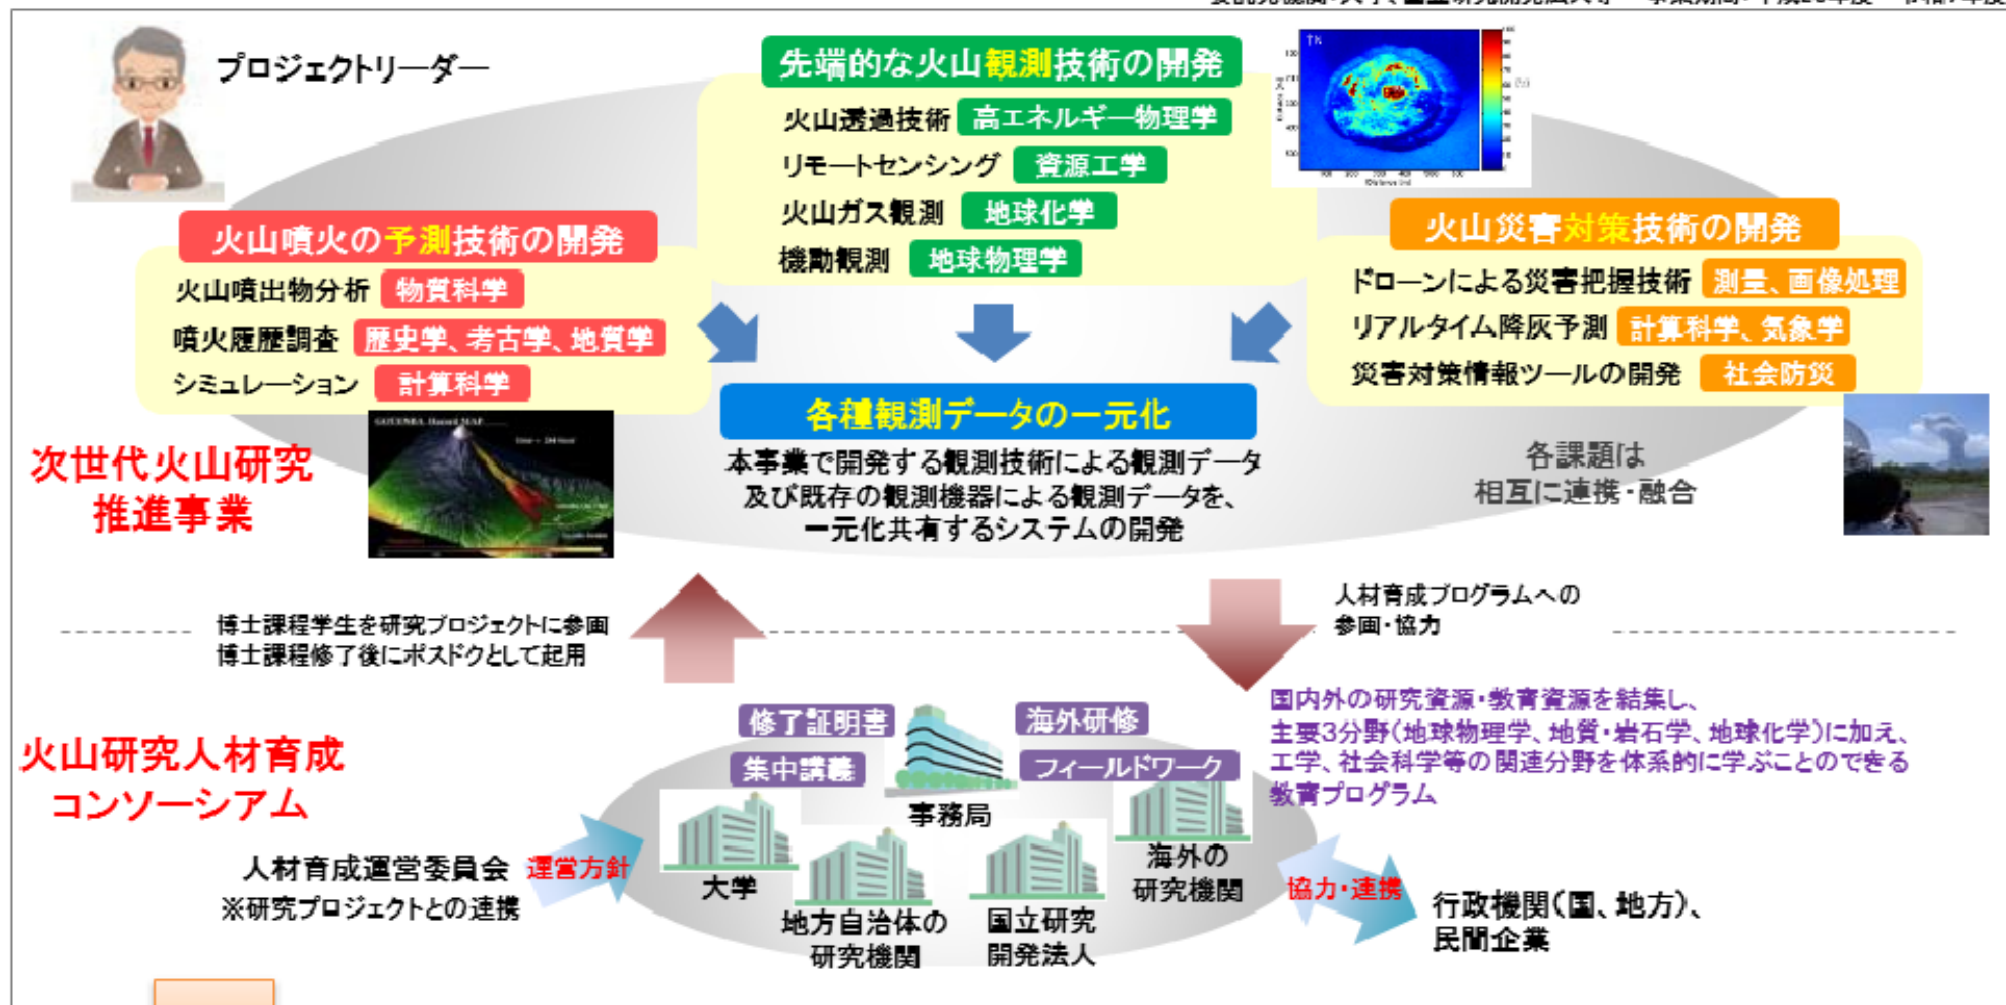 プロジェクトリーダー
先端的な火山観測技術の開発
火山透過技術 高エネルギー物理学
リモートセンシング 資源工学
火山ガス観測 地球化学
機動観測 地球物理学
火山噴火の予測技術の開発
火山噴出物分析 物質科学
噴火履歴調査 歴史学、考古学、地質学
シミュレーション 計算科学
火山災害対策技術の開発
ドローンによる災害把握技術 測量、画像処理
リアルタイム降灰予測 計算科学、気象学
災害対策情報ツールの開発 社会防災
各種観測データの一元化
本事業で開発する観測技術による観測データ
及び既存の観測機器による観測データを、
一元化共有するシステムの開発
次世代火山研究
推進事業
各課題は
相互に連携・融合
博士課程学生を研究プロジェクトに参画
博士課程修了後にポスドクとして起用
人材育成プログラムへの
参画・協力
火山研究人材育成
コンソーシアム
修了証明書
集中講義
海外研修
フィールドワーク
国内外の研究資源・教育資源を結集し、
主要3分野(地球物理学、地質・岩石学、地球化学)に加え、
工学、社会科学等の関連分野を体系的に学ぶことのできる
教育プログラム
事務局
大学
地方自治体の
研究機関
国立研究
開発法人
海外の
研究機関
人材育成運営委員会 運営方針
※研究プロジェクトとの連携
協力・連携
行政機関(国、地方)、
民間企業